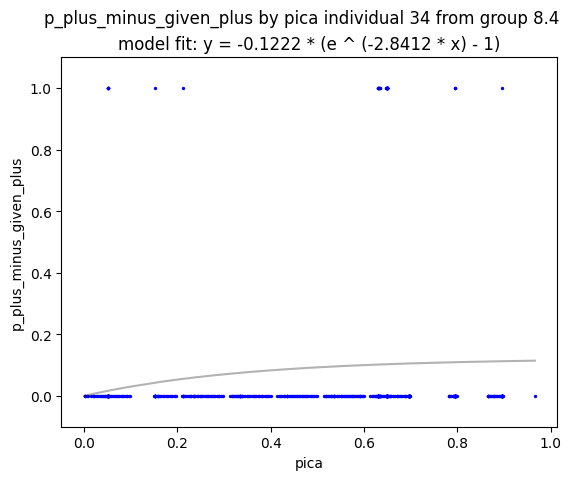 p_plus_minus_given_plus by pica individual 34 from group 8.4
model fit: y = -0.1222 * (e ^ (-2.8412 * x) - 1)
p_plus_minus_given_plus
1.0
0.8
0.6
0.4
0.2
0.0
0.0 0.2 0.4 0.6 0.8 1.0
pica